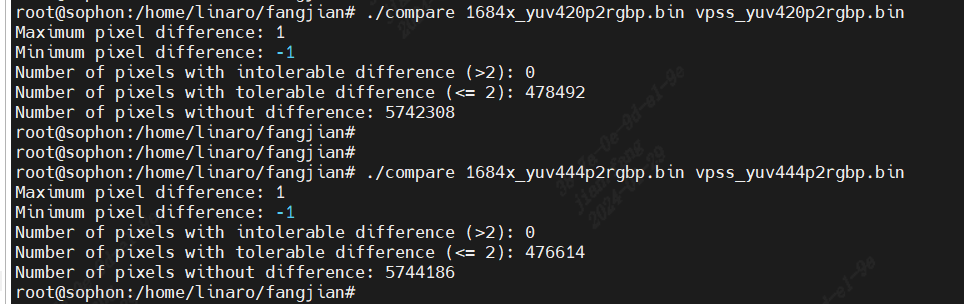 root@sophon:/home/linaro/fangjian# ./compare 1684x_yuv420p2rgbp.bin vpss_yuv420p2rgbp.bin
Maximum pixel difference: 1
Minimum pixel difference: -1
Number of pixels with intolerable difference (>2): 0
Number of pixels with tolerable difference (<= 2): 478492
Number of pixels without difference: 5742308
root@sophon:/home/linaro/fangjian#
root@sophon:/home/linaro/fangjian#
root@sophon:/home/linaro/fangjian# ./compare 1684x_yuv444p2rgbp.bin vpss_yuv444p2rgbp.bin
Maximum pixel difference: 1
Minimum pixel difference: -1
Number of pixels with intolerable difference (>2): 0
Number of pixels with tolerable difference (<= 2): 476614
Number of pixels without difference: 5744186
root@sophon:/home/linaro/fangjian#